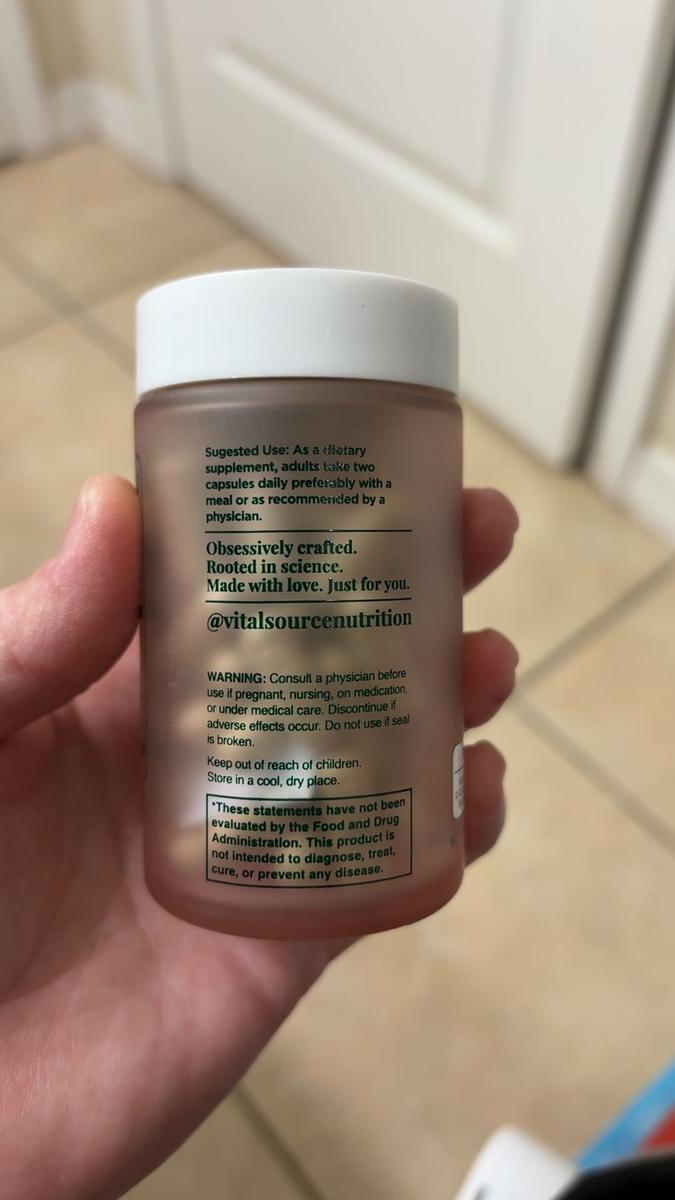 Sugested Use: As a dietary
supplement, adults take two
capsules daily preferably with a
meal or as recommended by a
physician.
Obsessively crafted.
Rooted in science.
Made with love. Just for you.
@vitalsourcenutrition
WARNING: Consult a physician before
use if pregnant, nursing, on medication,
or under medical care. Discontinue if
adverse effects occur. Do not use if seal
is broken.
Keep out of reach of children.
Store in a cool, dry place.
*These statements have not been
evaluated by the Food and Drug
Administration. This product is
not intended to diagnose, treat,
cure, or prevent any disease.